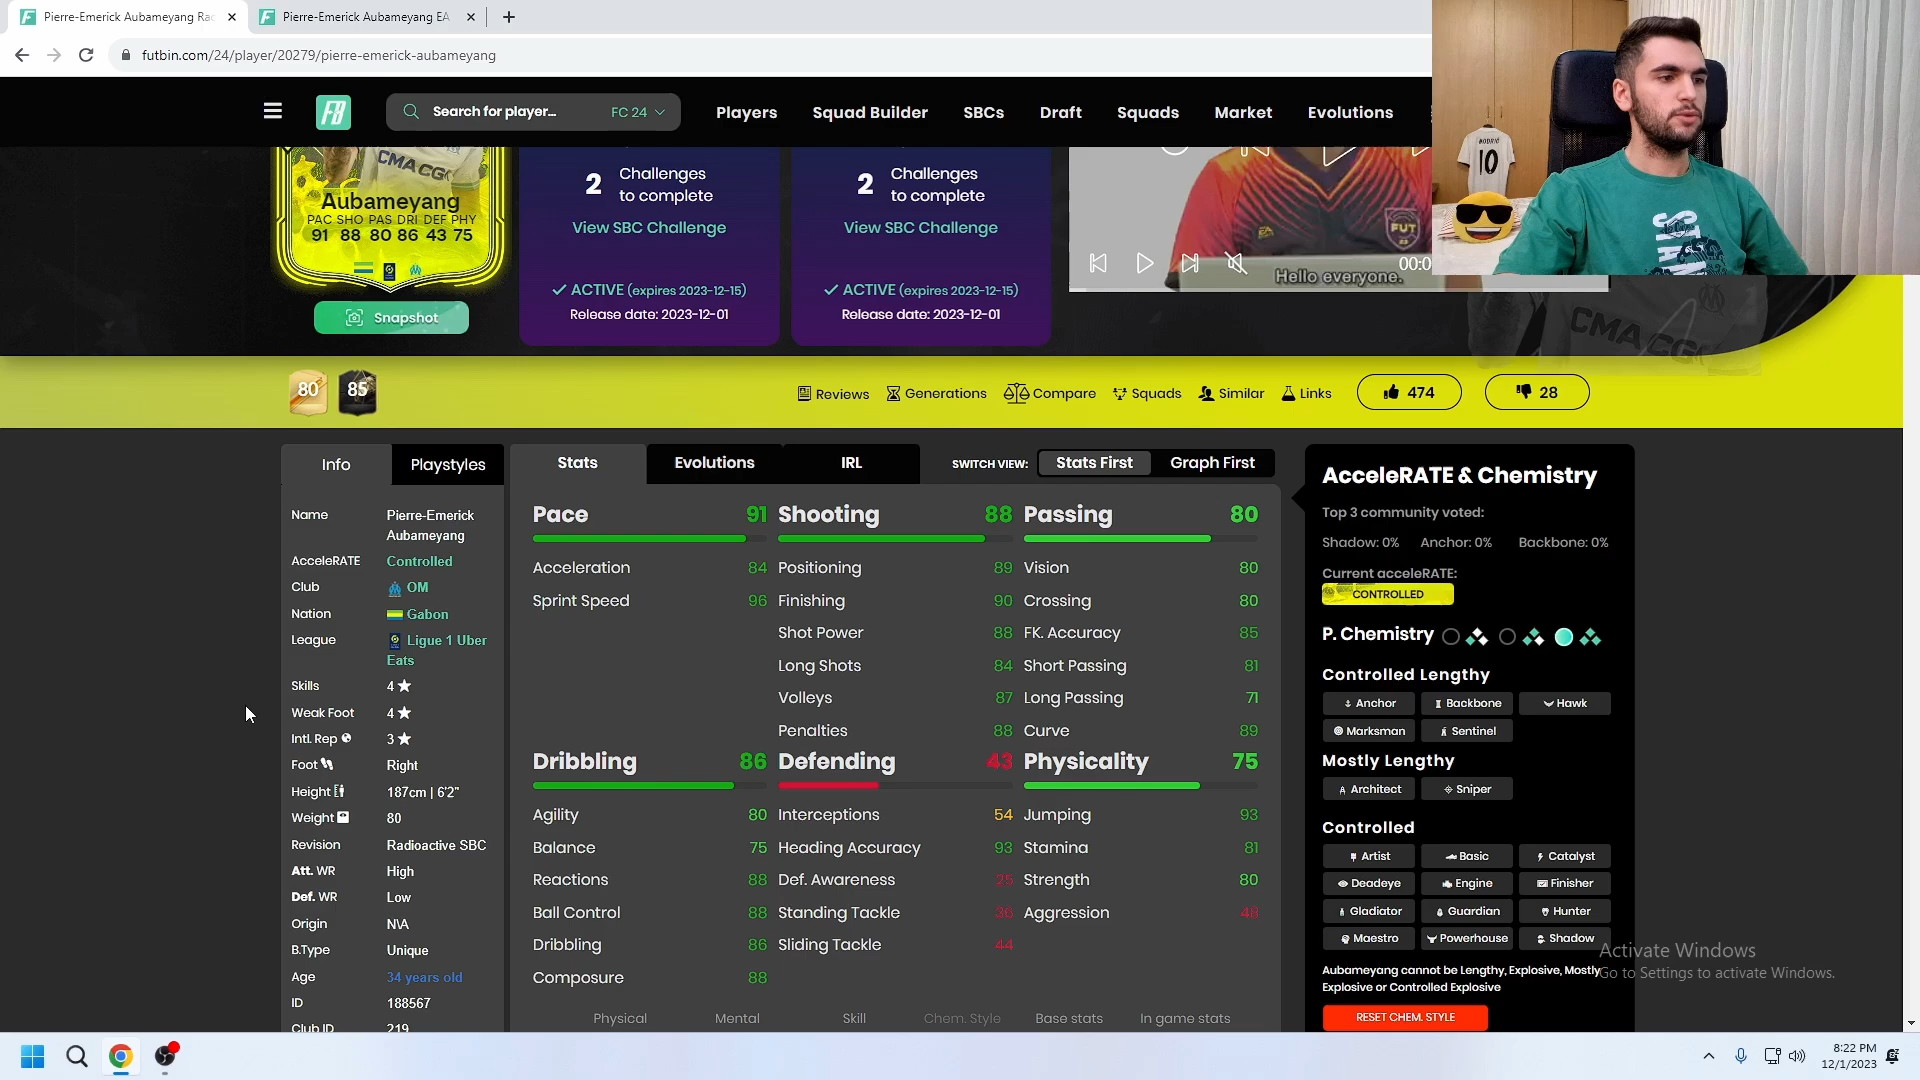 Pierre-Emerick Aubameyang Rac
Pierre-Emerick Aubameyang EA
futbin.com/24/player/20279/pierre-emerick-aubameyang
FB
Search for player...
FC 24
Players
Squad Builder
SBCs
Draft
Squads
Market
Evolutions
MODRIC
10
CMA CG
Aubameyang
PAC SHO PAS DRI DEF PHY
91 88 80 86 43 75
2 Challenges to complete
View SBC Challenge
ACTIVE (expires 2023-12-15)
Release date: 2023-12-01
2 Challenges to complete
View SBC Challenge
ACTIVE (expires 2023-12-15)
Release date: 2023-12-01
EA
FUT
23
Hello everyone.
00:0
CMA CG
Snapshot
80
85
Reviews
Generations
Compare
Squads
Similar
Links
474
28
Info
Playstyles
Name Pierre-Emerick Aubameyang
AcceleRATE Controlled
Club OM
Nation Gabon
League Ligue 1 Uber Eats
Skills 4
Weak Foot 4
Intl. Rep 3
Foot Right
Height 187cm | 6'2"
Weight 80
Revision Radioactive SBC
Att. WR High
Def. WR Low
Origin N\A
B.Type Unique
Age 34 years old
ID 188567
Club ID 219
Stats
Evolutions
IRL
SWITCH VIEW:
Stats First
Graph First
Pace 91
Acceleration 84
Sprint Speed 96
Shooting 88
Positioning 89
Finishing 90
Shot Power 88
Long Shots 84
Volleys 87
Penalties 88
Passing 80
Vision 80
Crossing 80
FK. Accuracy 85
Short Passing 81
Long Passing 71
Curve 89
Dribbling 86
Agility 80
Balance 75
Reactions 88
Ball Control 88
Dribbling 86
Composure 88
Defending 43
Interceptions 54
Heading Accuracy 93
Def. Awareness 25
Standing Tackle 36
Sliding Tackle 44
Physicality 75
Jumping 93
Stamina 81
Strength 80
Aggression 48
Physical
Mental
Skill
Chem. Style
Base stats
In game stats
AcceleRATE & Chemistry
Top 3 community voted:
Shadow: 0% Anchor: 0% Backbone: 0%
Current acceleRATE:
CONTROLLED
P. Chemistry
Controlled Lengthy
Anchor Backbone Hawk
Marksman Sentinel
Mostly Lengthy
Architect Sniper
Controlled
Artist Basic Catalyst
Deadeye Engine Finisher
Gladiator Guardian Hunter
Maestro Powerhouse Shadow
Aubameyang cannot be Lengthy, Explosive, Mostly
Explosive or Controlled Explosive
RESET CHEM. STYLE
Activate Windows
Go to Settings to activate Windows.
8:22 PM
12/1/2023